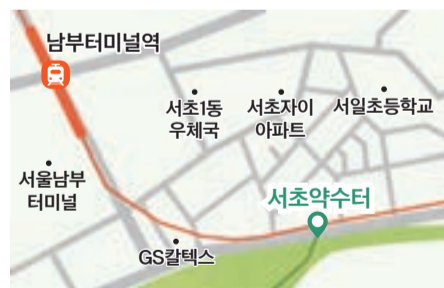 남부터미널역
서초1동
우체국
서초자이
아파트
서일초등학교
서울남부
터미널
서초약수터
GS칼텍스